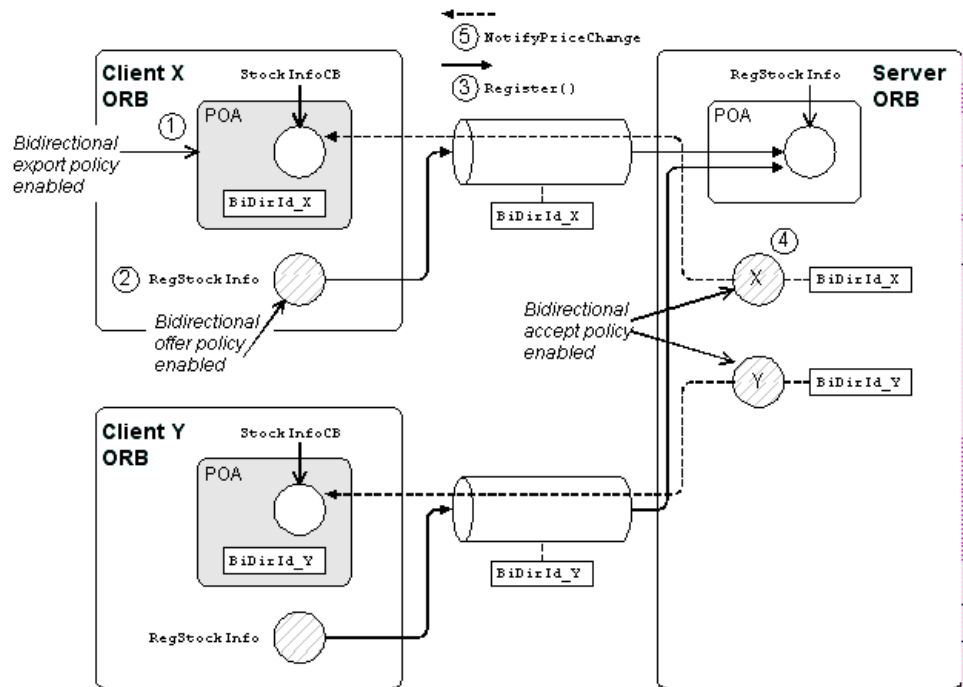 ⑤ NotifyPriceChange
③ Register()
Client X
ORB
StockInfoCB
POA
①
Bidirectional
export policy
enabled
BiDirId_X
② RegStockInfo
Bidirectional
offer policy
enabled
BiDirId_X
RegStockInfo
Server
ORB
POA
④
X
BiDirId_X
Bidirectional
accept policy
enabled
Y
BiDirId_Y
Client Y
ORB
StockInfoCB
POA
BiDirId_Y
RegStockInfo
BiDirId_Y